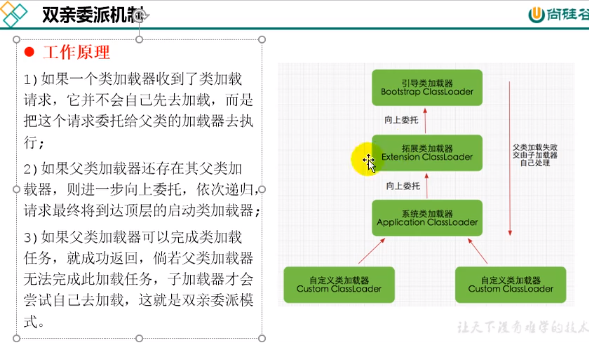 双亲委派机制
尚硅谷
工作原理
1)如果一个类加载器收到了类加载
请求，它并不会自己先去加载，而是
把这个请求委托给父类的加载器去执
行；
2)如果父类加载器还存在其父类加
载器，则进一步向上委托，依次递归，
请求最终将到达顶层的启动类加载器；
3)如果父类加载器可以完成类加载
任务，就成功返回，倘若父类加载器
无法完成此加载任务，子加载器才会
尝试自己去加载，这就是双亲委派模
式。
引导类加载器
Bootstrap ClassLoader
向上委托
拓展类加载器
Extension ClassLoader
向上委托
系统类加载器
Application ClassLoader
自定义类加载器
Custom ClassLoader
自定义类加载器
Custom ClassLoader
父类加载失败
交由子加载器
自己处理
让天下没有难学的技术